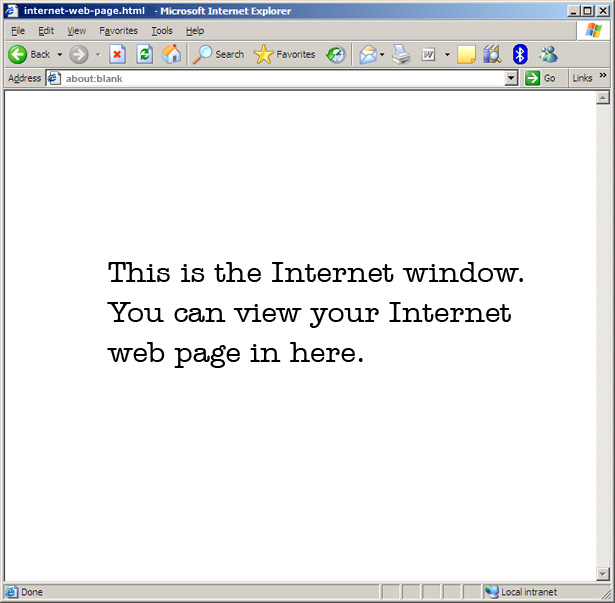 internet-web-page.html - Microsoft Internet Explorer
File Edit View Favorites Tools Help
Back Search Favorites W
Address about:blank Go Links »
This is the Internet window.
You can view your Internet
web page in here.
Done Local intranet